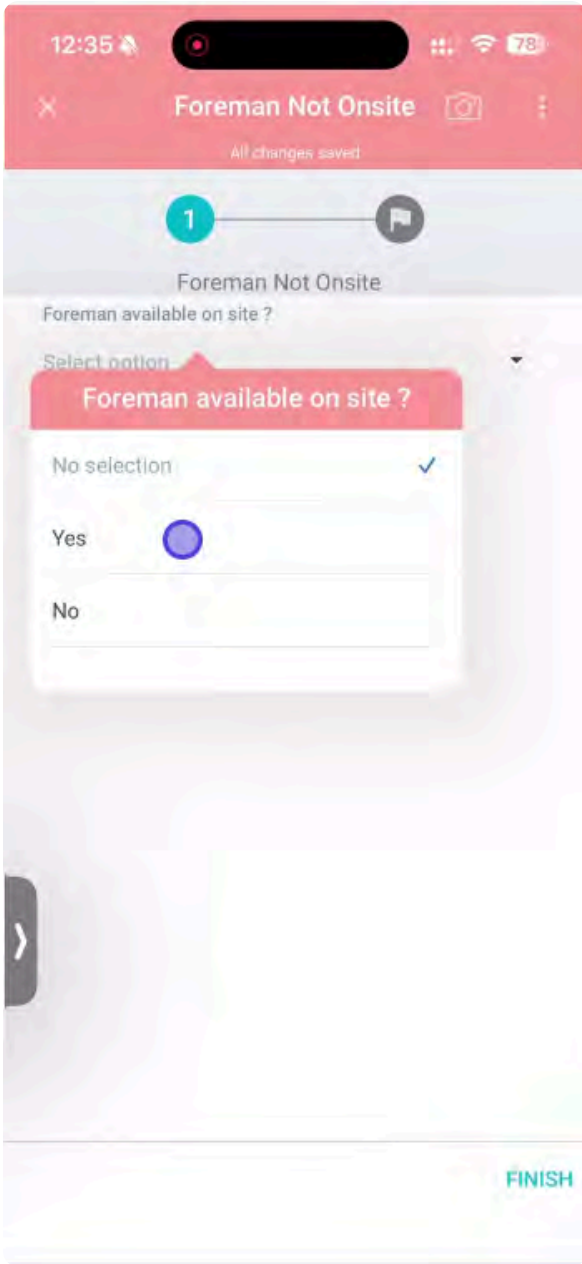 12:35
78
Foreman Not Onsite
All changes saved
1
Foreman Not Onsite
Foreman available on site ?
Select option
Foreman available on site ?
No selection
Yes
No
FINISH